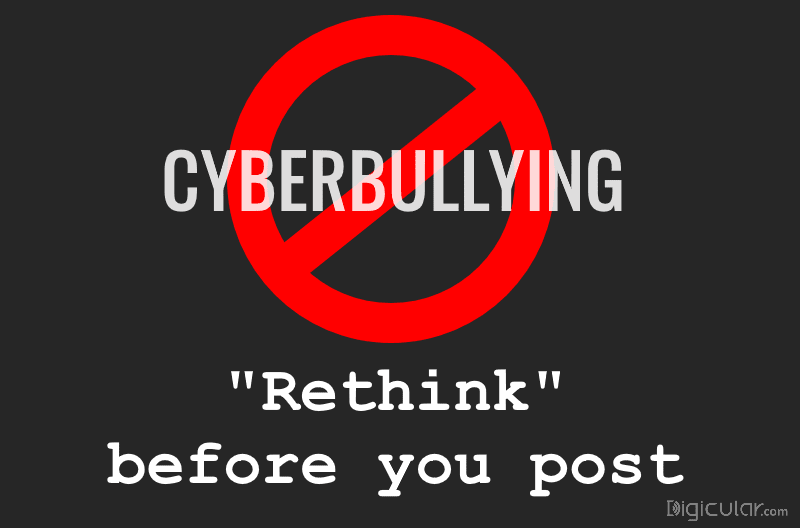 CYBERBULLYING
"Rethink"
before you post
Digicular.com